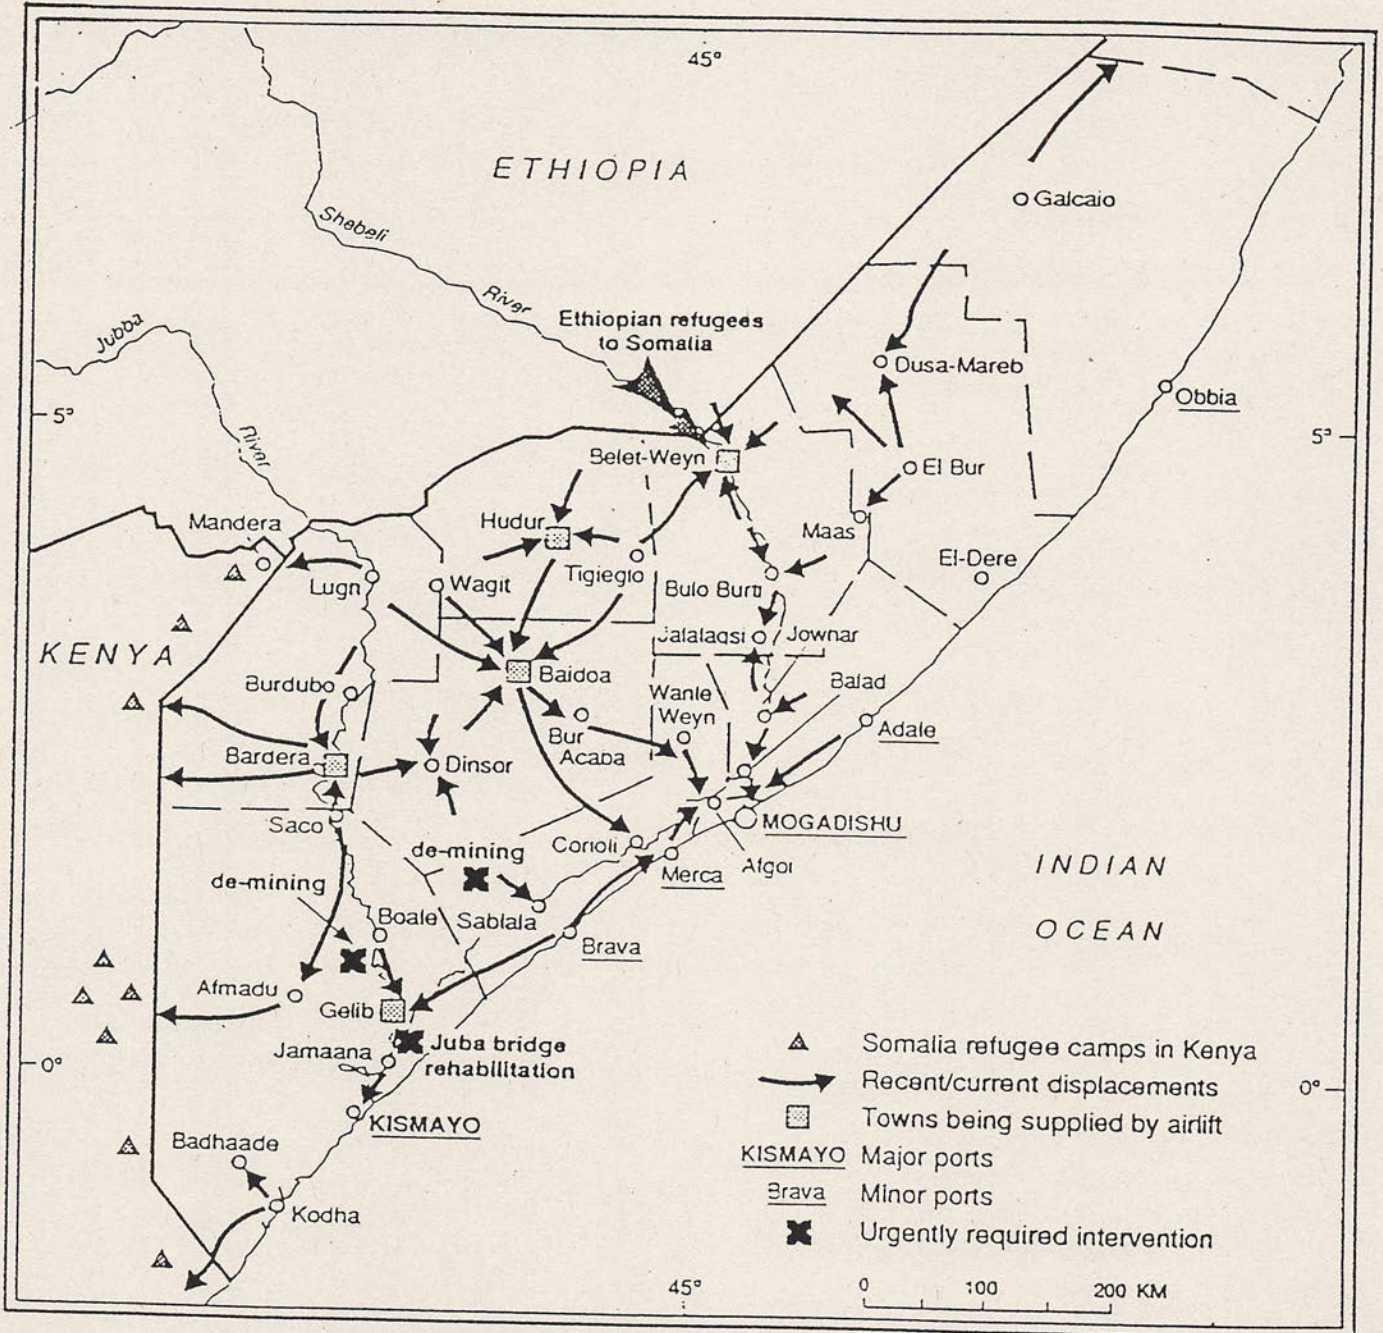 45°
ETHIOPIA
Galcaio
Shebeli
River
Ethiopian refugees
to Somalia
Jubba
River
Dusa-Mareb
Obbia
5°
5°
Belet-Weyn
El Bur
Mandera
Hudur
Maas
El-Dere
Lugh
Wagit
Tigieglo
Bulo Burti
KENYA
Jalalaqsi
Jownar
Burdubo
Baidoa
Wanle
Weyn
Balad
Bur
Acaba
Adale
Bardera
Dinsor
Saco
MOGADISHU
de-mining
Corioli
Merca
Afgoi
INDIAN
OCEAN
de-mining
Boale
Sablala
Brava
Afmadu
Gelib
Jamaana
Juba bridge
rehabilitation
0°
0°
KISMAYO
Badhaade
Kodha
Somalia refugee camps in Kenya
Recent/current displacements
Towns being supplied by airlift
KISMAYO Major ports
Brava Minor ports
Urgently required intervention
45°
0 100 200 KM